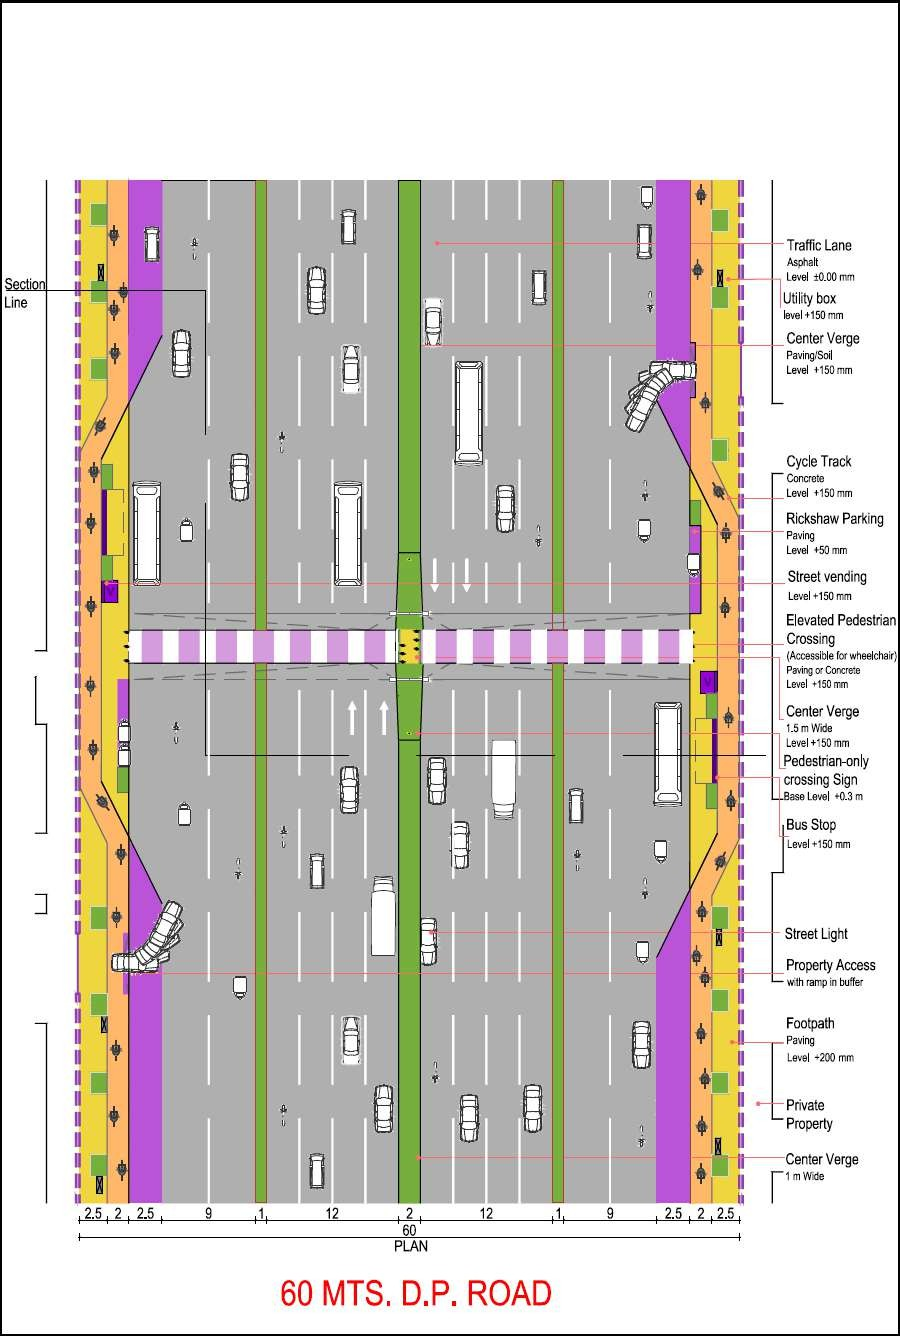 Section
Line
Traffic Lane
Asphalt
Level ±0.00 mm
Utility box
level +150 mm
Center Verge
Paving/Soil
Level +150 mm
Cycle Track
Concrete
Level +150 mm
Rickshaw Parking
Paving
Level +50 mm
Street vending
Level +150 mm
Elevated Pedestrian
Crossing
(Accessible for wheelchair)
Paving or Concrete
Level +150 mm
Center Verge
1.5 m Wide
Level +150 mm
Pedestrian-only
crossing Sign
Base Level +0.3 m
Bus Stop
Level +150 mm
Street Light
Property Access
with ramp in buffer
Footpath
Paving
Level +200 mm
Private
Property
Center Verge
1 m Wide
V
V
2.5 2 2.5 9 1 12 2 12 1 9 2.5 2 2.5
60
PLAN
60 MTS. D.P. ROAD